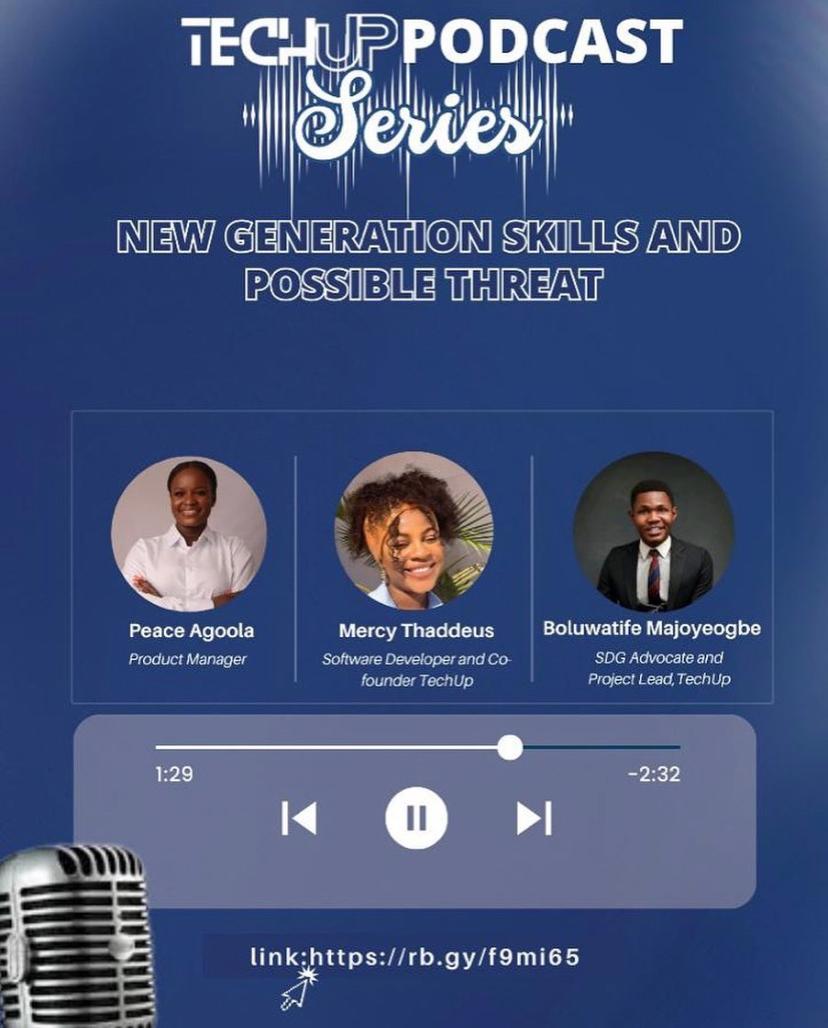 TECHUP PODCAST
Series
NEW GENERATION SKILLS AND
POSSIBLE THREAT
Peace Agoola
Product Manager
Mercy Thaddeus
Software Developer and Co-
founder TechUp
Boluwatife Majoyeogbe
SDG Advocate and
Project Lead, TechUp
1:29
-2:32
link:https://rb.gy/f9mi65